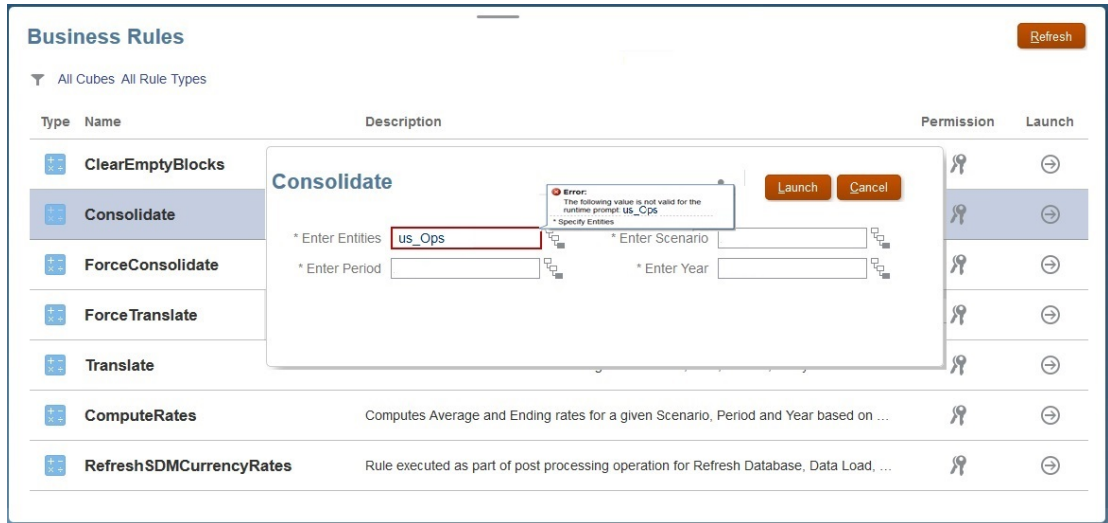 Business Rules
Refresh
All Cubes All Rule Types
Type Name Description Permission Launch
ClearEmptyBlocks
Consolidate
Launch Cancel
Error:
The following value is not valid for the
runtime prompt: us_Ops
* Specify Entities
Consolidate
* Enter Entities us_Ops * Enter Scenario
ForceConsolidate
* Enter Period * Enter Year
ForceTranslate
Translate
ComputeRates Computes Average and Ending rates for a given Scenario, Period and Year based on ...
RefreshSDMCurrencyRates Rule executed as part of post processing operation for Refresh Database, Data Load, ...